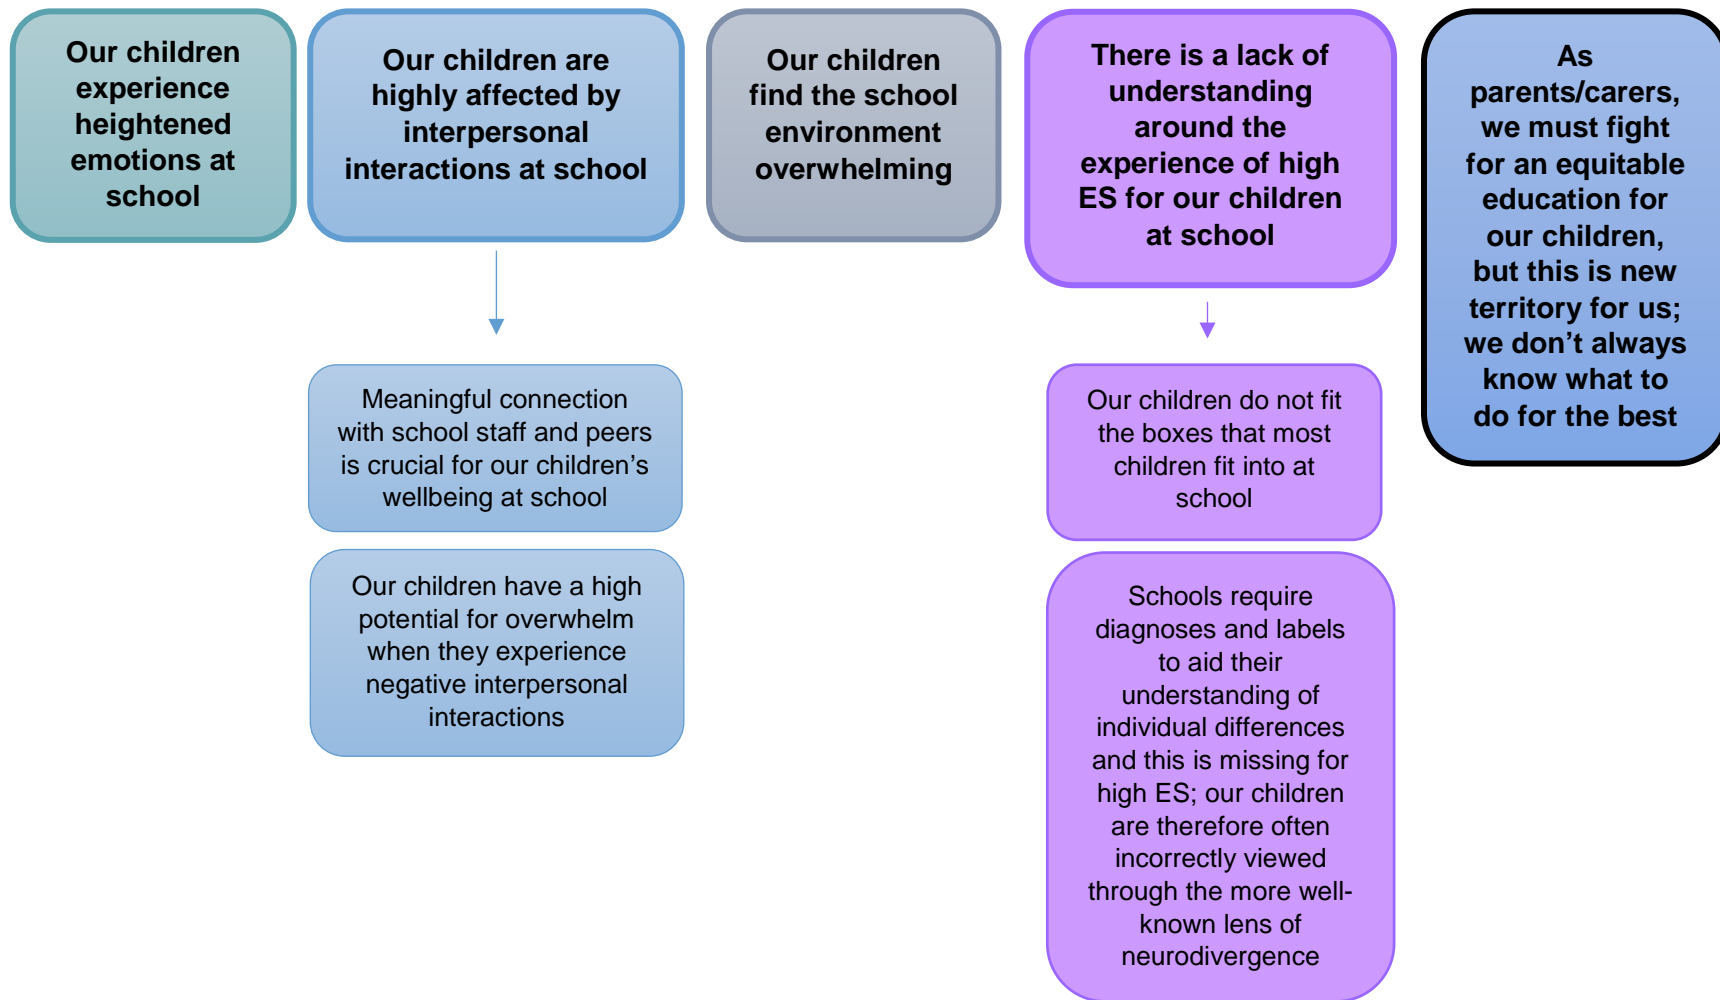 Our children
experience
heightened
emotions at
school
Our children are
highly affected by
interpersonal
interactions at school
Our children
find the school
environment
overwhelming
There is a lack of
understanding
around the
experience of high
ES for our children
at school
As
parents/carers,
we must fight
for an equitable
education for
our children,
but this is new
territory for us;
we don’t always
know what to
do for the best
Meaningful connection
with school staff and peers
is crucial for our children’s
wellbeing at school
Our children have a high
potential for overwhelm
when they experience
negative interpersonal
interactions
Our children do not fit
the boxes that most
children fit into at
school
Schools require
diagnoses and labels
to aid their
understanding of
individual differences
and this is missing for
high ES; our children
are therefore often
incorrectly viewed
through the more well-
known lens of
neurodivergence